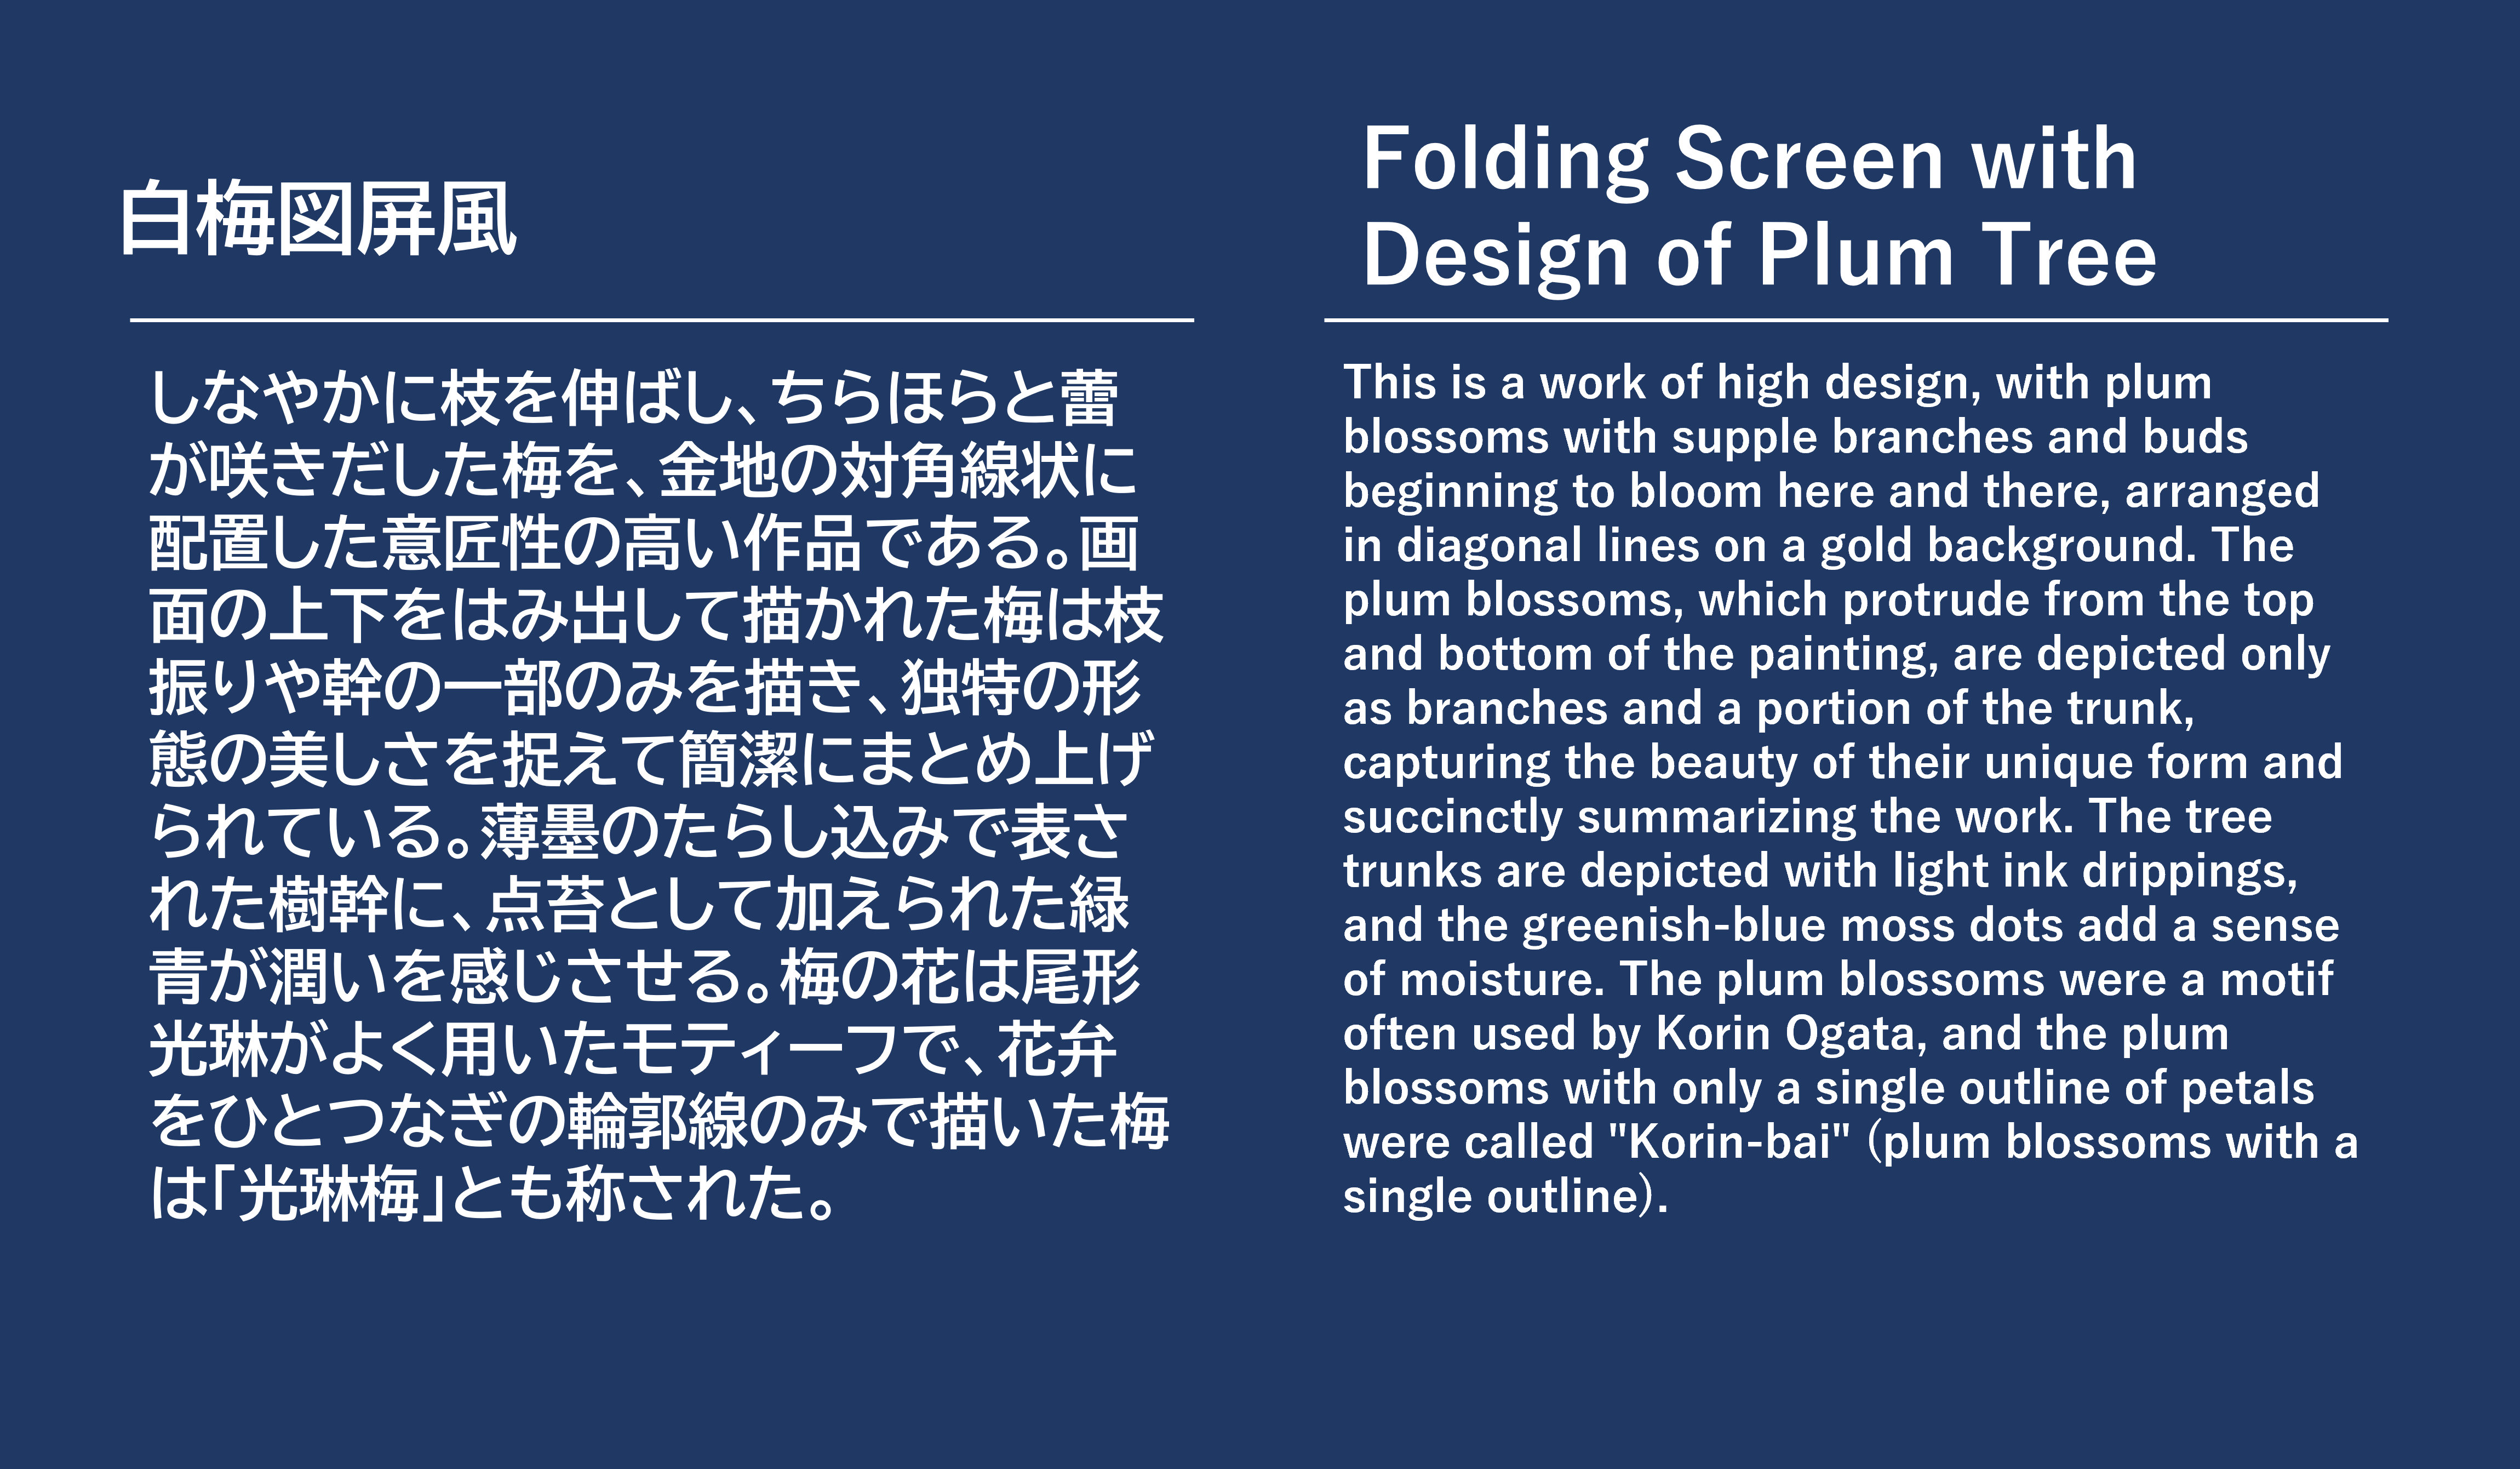 白梅図屏風
しなやかに枝を伸ばし、ちらほらと蕾
が咲きだした梅を、金地の対角線状に
配置した意匠性の高い作品である。画
面の上下をはみ出して描かれた梅は枝
振りや幹の一部のみを描き、独特の形
態の美しさを捉えて簡潔にまとめ上げ
られている。薄墨のたらし込みで表さ
れた樹幹に、点苔として加えられた緑
青が潤いを感じさせる。梅の花は尾形
光琳がよく用いたモティーフで、花弁
をひとつなぎの輪郭線のみで描いた梅
は「光琳梅」とも称された。
Folding Screen with
Design of Plum Tree
This is a work of high design, with plum
blossoms with supple branches and buds
beginning to bloom here and there, arranged
in diagonal lines on a gold background. The
plum blossoms, which protrude from the top
and bottom of the painting, are depicted only
as branches and a portion of the trunk,
capturing the beauty of their unique form and
succinctly summarizing the work. The tree
trunks are depicted with light ink drippings,
and the greenish-blue moss dots add a sense
of moisture. The plum blossoms were a motif
often used by Korin Ogata, and the plum
blossoms with only a single outline of petals
were called "Korin-bai" (plum blossoms with a
single outline).